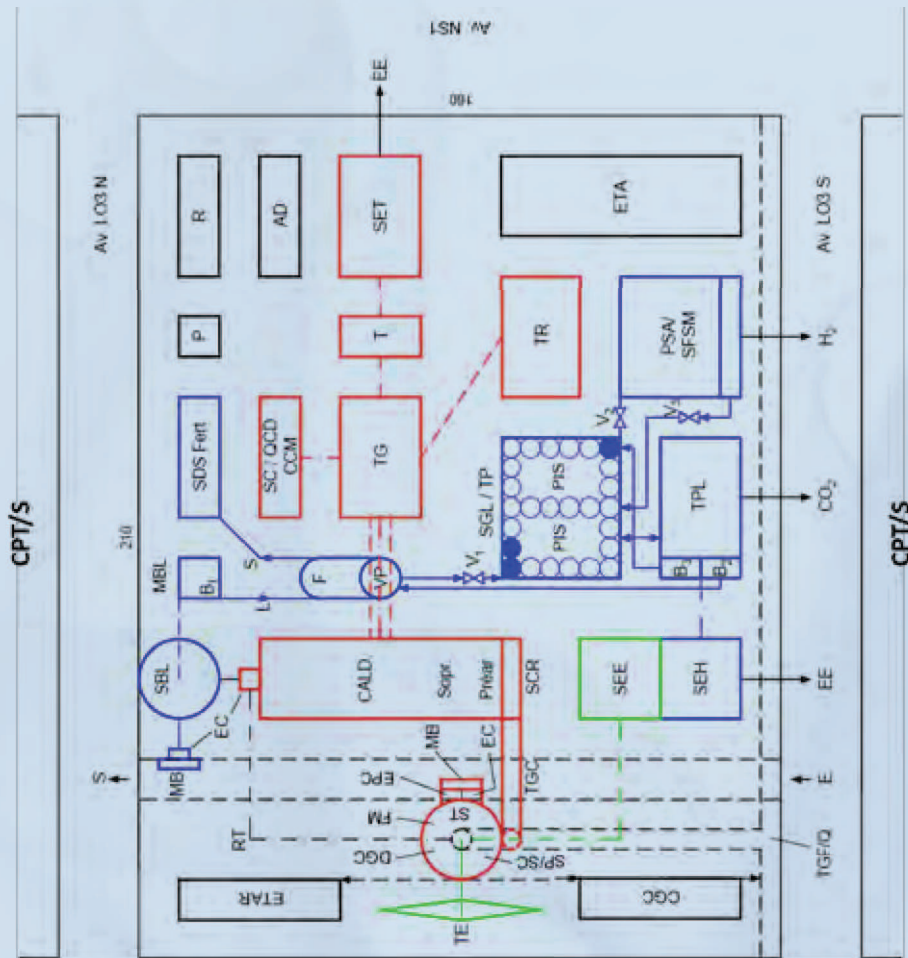 Av. NS1
160
EE
Av. LO3 N
R
AD
SET
ETA
Av. LO3 S
P
T
TR
PSA/
SFSM
H₂
CPT/S
SDS Fert
SC / QCD
CCM
TG
V₂
V₃
SGL / TP
PIS
PIS
TPL
CO₂
CPT/S
210
MBL
B₁
S
L
F
VP
V₁
B₃
B₂
SBL
EC
CALD.
Sopr.
Préar
SCR
SEE
SEH
EE
S
MB
EPC
MB
EC
TGC
E
RT
FM
ST
DGC
SP/SC
TGF/Q
ETAR
TE
CGC